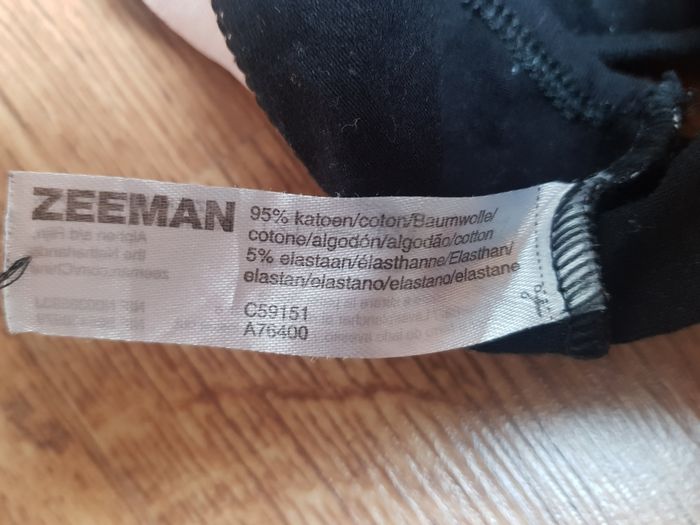 ZEEMAN
95% katoen/coton/Baumwolle/
cotone/algodón/algodão/cotton
5% elastaan/élasthanne/Elasthan/
elastan/elastano/elastano/elastane
C59151
A76400